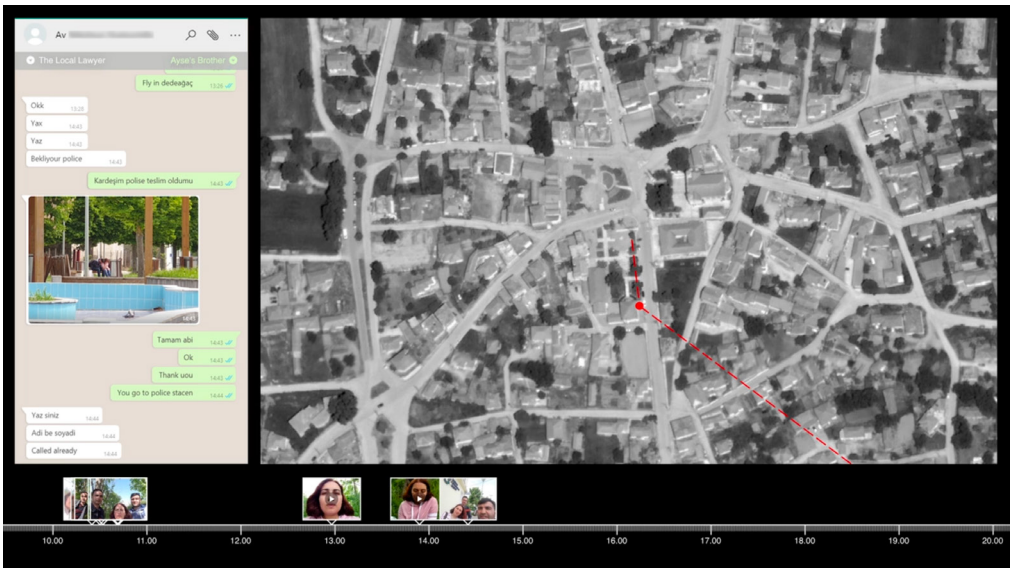 Av
The Local Lawyer
Ayse's Brother
Fly in dedeağaç
13:28
Okk
13:28
Yax
14:43
Yaz
14:43
Bekliyour police
14:43
Kardeşim polise teslim oldumu
14:43
14:43
Tamam abi
14:43
Ok
14:43
Thank uou
14:43
You go to police stacen
14:44
Yaz siniz
14:44
Adi be soyadi
14:44
Called already
14:44
10.00 11.00 12.00 13.00 14.00 15.00 16.00 17.00 18.00 19.00 20.00